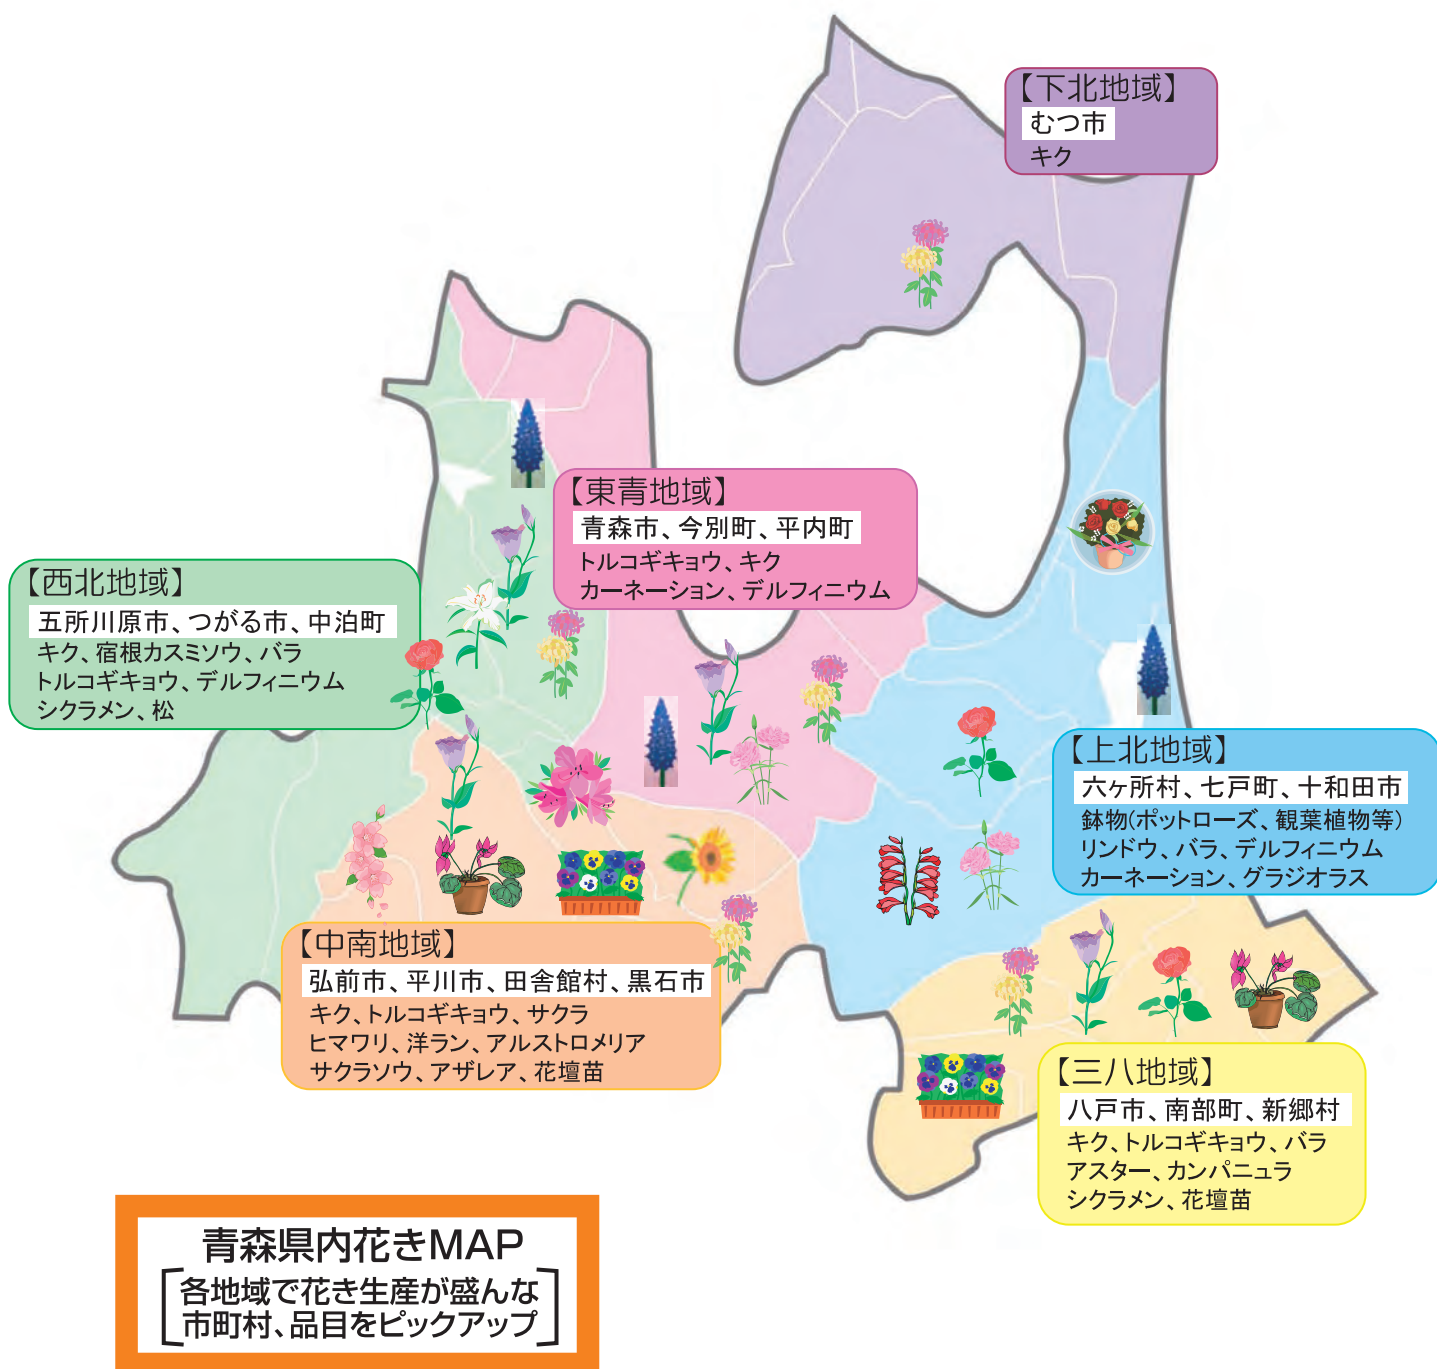 【下北地域】
むつ市
キク
【東青地域】
青森市、今別町、平内町
トルコギキョウ、キク
カーネーション、デルフィニウム
【西北地域】
五所川原市、つがる市、中泊町
キク、宿根カスミソウ、バラ
トルコギキョウ、デルフィニウム
シクラメン、松
【上北地域】
六ヶ所村、七戸町、十和田市
鉢物(ポットローズ、観葉植物等)
リンドウ、バラ、デルフィニウム
カーネーション、グラジオラス
【中南地域】
弘前市、平川市、田舎館村、黒石市
キク、トルコギキョウ、サクラ
ヒマワリ、洋ラン、アルストロメリア
サクラソウ、アザレア、花壇苗
【三八地域】
八戸市、南部町、新郷村
キク、トルコギキョウ、バラ
アスター、カンパニュラ
シクラメン、花壇苗
青森県内花きMAP
各地域で花き生産が盛んな
市町村、品目をピックアップ